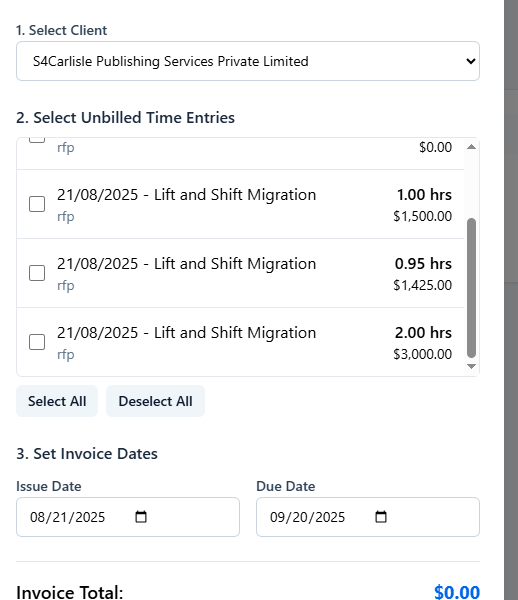 1. Select Client
S4Carlisle Publishing Services Private Limited
2. Select Unbilled Time Entries
rfp $0.00
21/08/2025 - Lift and Shift Migration 1.00 hrs
rfp $1,500.00
21/08/2025 - Lift and Shift Migration 0.95 hrs
rfp $1,425.00
21/08/2025 - Lift and Shift Migration 2.00 hrs
rfp $3,000.00
Select All Deselect All
3. Set Invoice Dates
Issue Date Due Date
08/21/2025 09/20/2025
Invoice Total: $0.00